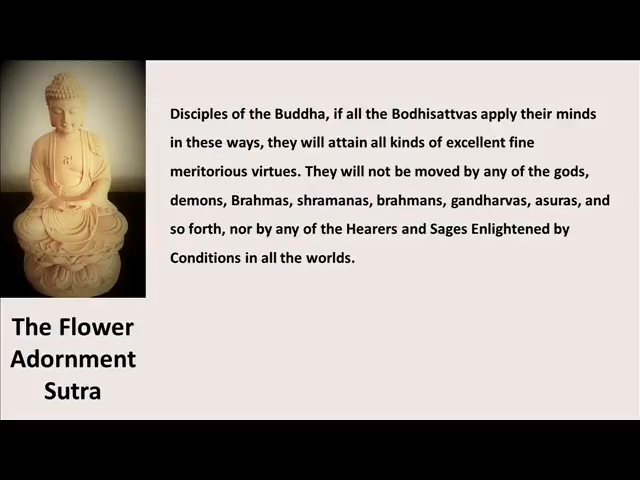 Disciples of the Buddha, if all the Bodhisattvas apply their minds
in these ways, they will attain all kinds of excellent fine
meritorious virtues. They will not be moved by any of the gods,
demons, Brahmas, shramanas, brahmans, gandharvas, asuras, and
so forth, nor by any of the Hearers and Sages Enlightened by
Conditions in all the worlds.
The Flower
Adornment
Sutra